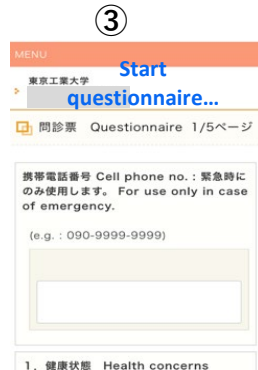 ③
MENU
東京工業大学
Start
questionnaire…
問診票 Questionnaire 1/5ページ
携帯電話番号 Cell phone no.：緊急時に
のみ使用します。 For use only in case
of emergency.
(e.g. : 090-9999-9999)
1．健康状態 Health concerns